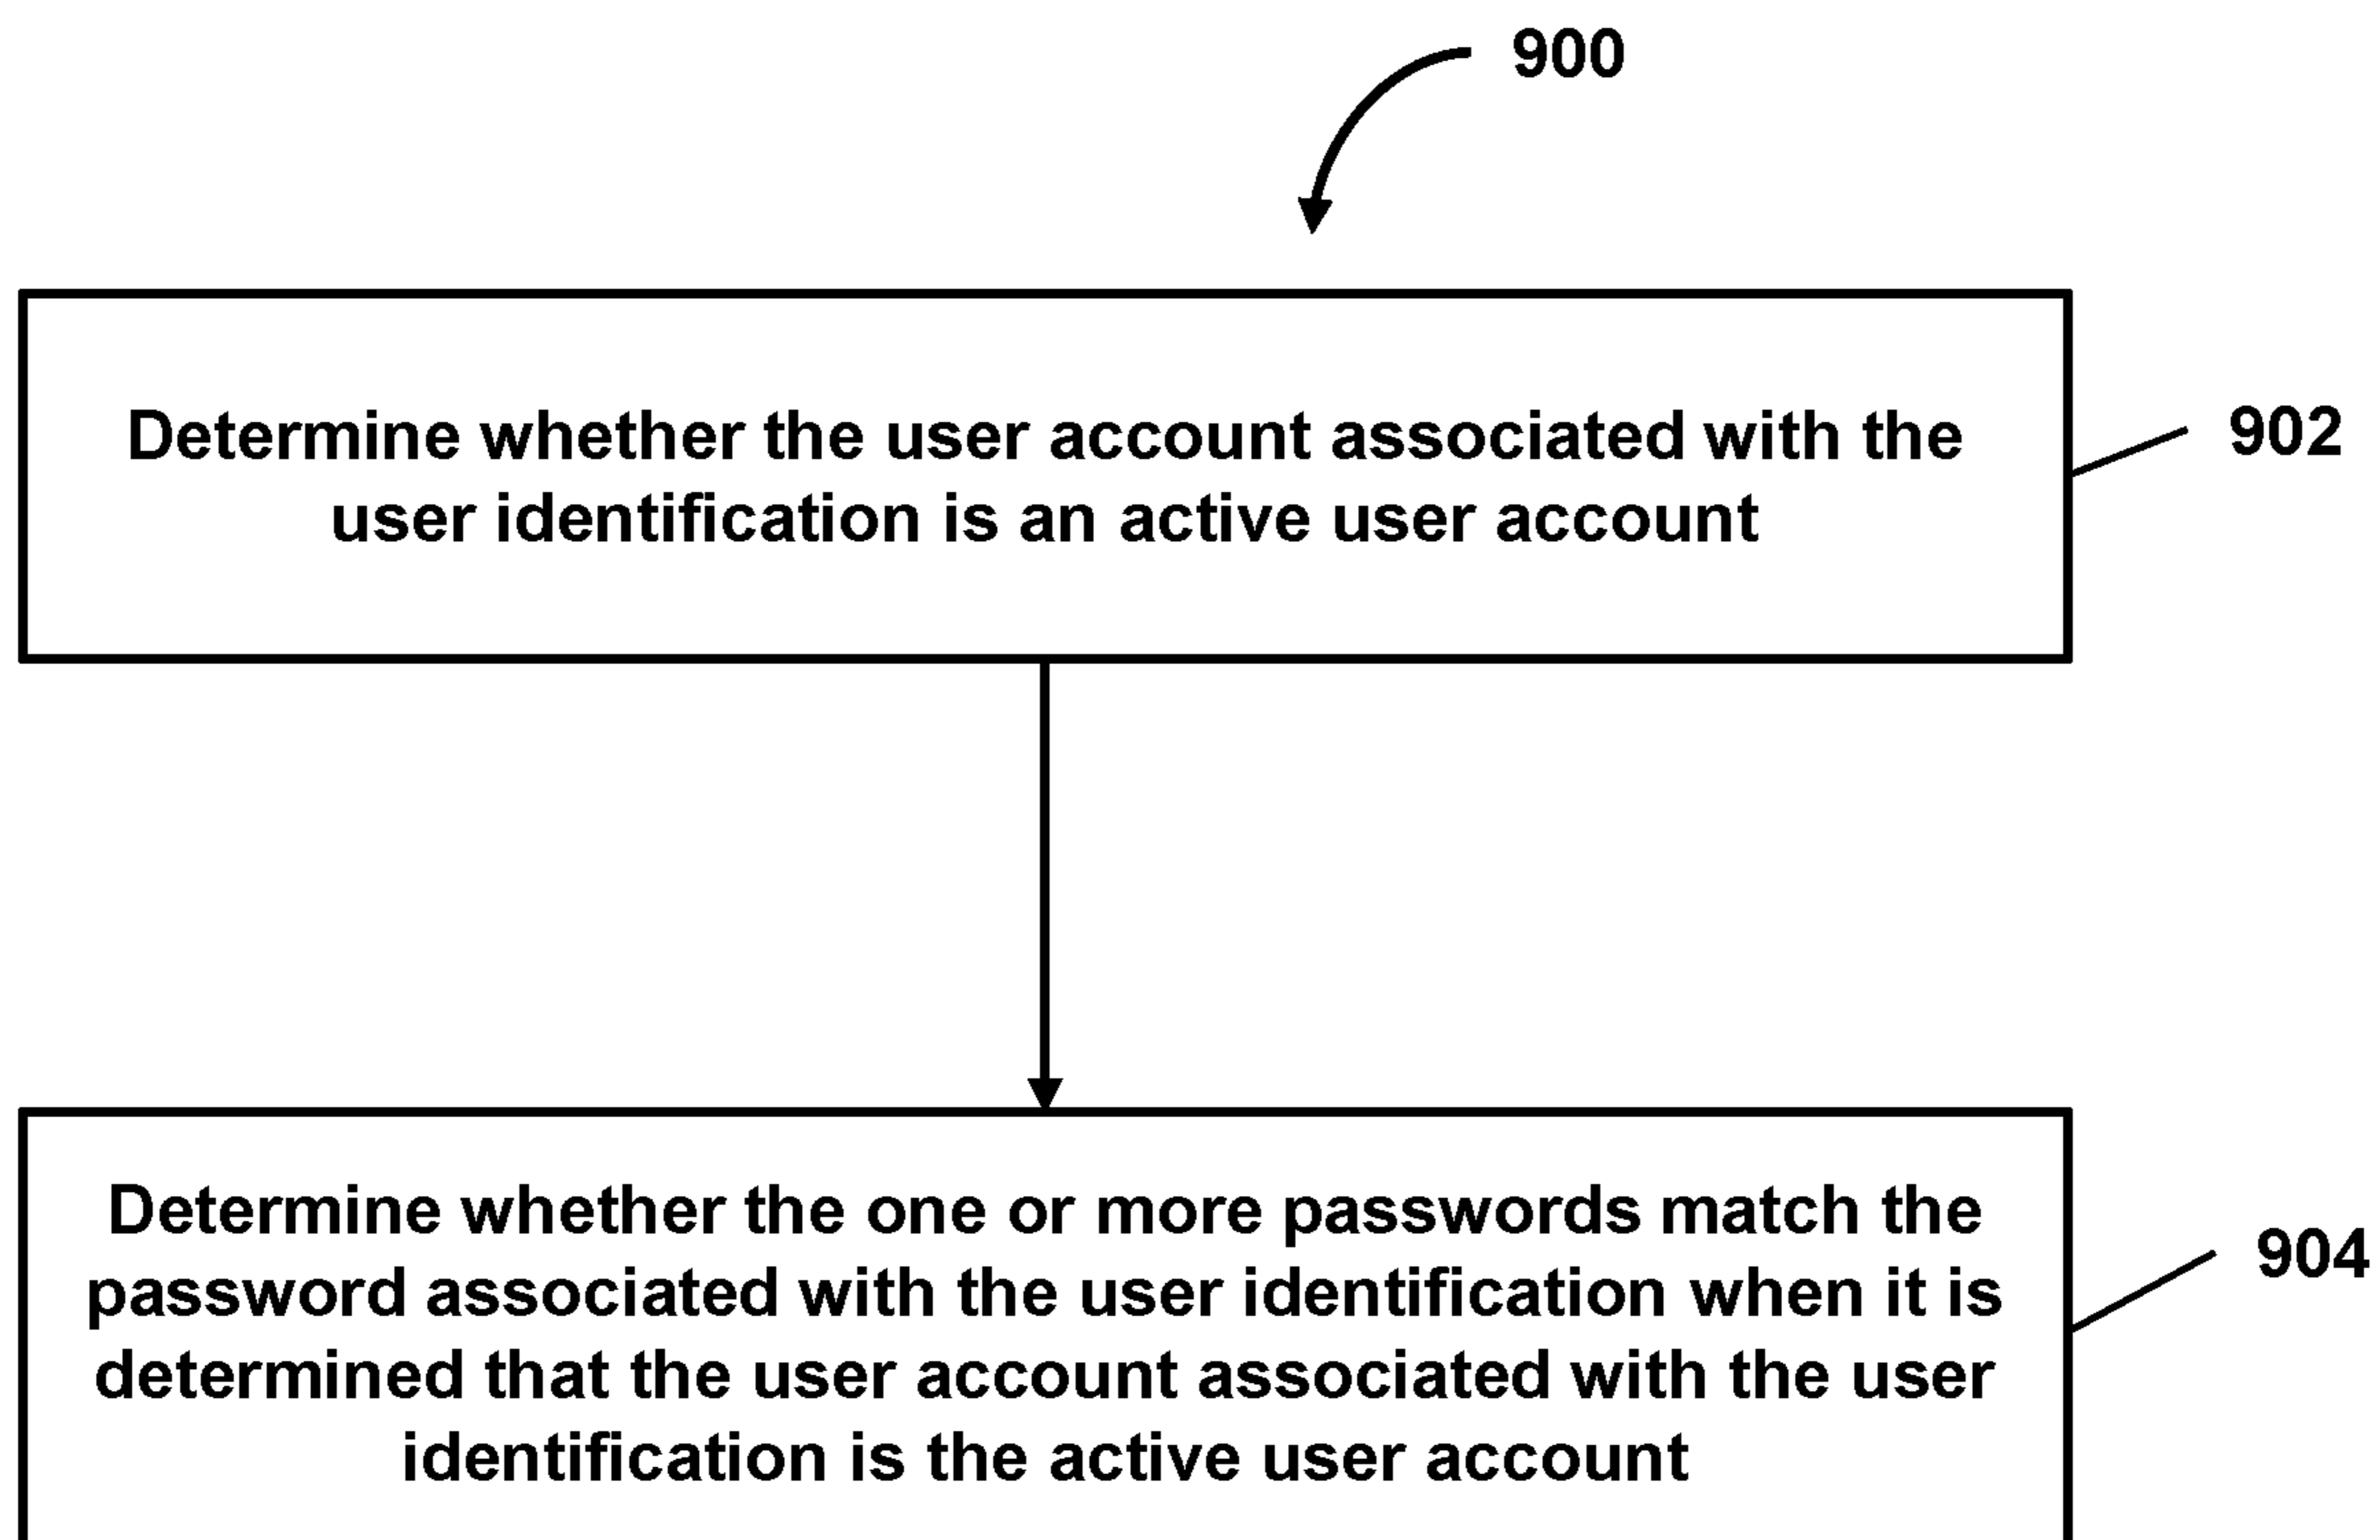 900
Determine whether the user account associated with the
user identification is an active user account
902
Determine whether the one or more passwords match the
password associated with the user identification when it is
determined that the user account associated with the user
identification is the active user account
904